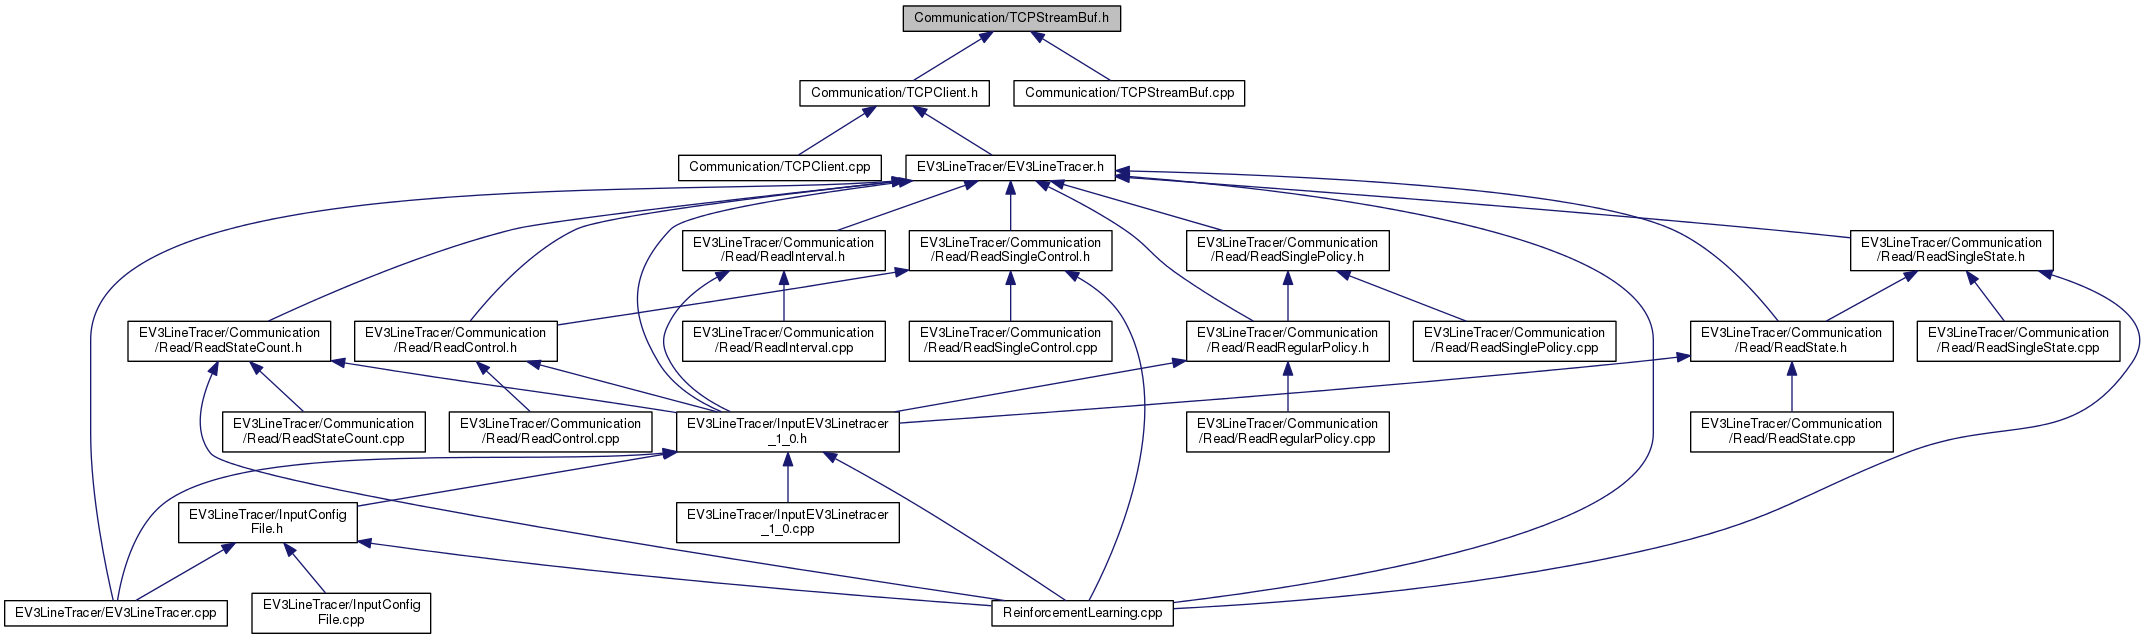 Communication/TCPStreamBuf.h
Communication/TCPClient.h
Communication/TCPStreamBuf.cpp
Communication/TCPClient.cpp
EV3LineTracer/EV3LineTracer.h
EV3LineTracer/Communication
/Read/ReadInterval.h
EV3LineTracer/Communication
/Read/ReadSingleControl.h
EV3LineTracer/Communication
/Read/ReadSinglePolicy.h
EV3LineTracer/Communication
/Read/ReadSingleState.h
EV3LineTracer/Communication
/Read/ReadStateCount.h
EV3LineTracer/Communication
/Read/ReadControl.h
EV3LineTracer/Communication
/Read/ReadInterval.cpp
EV3LineTracer/Communication
/Read/ReadSingleControl.cpp
EV3LineTracer/Communication
/Read/ReadRegularPolicy.h
EV3LineTracer/Communication
/Read/ReadSinglePolicy.cpp
EV3LineTracer/Communication
/Read/ReadState.h
EV3LineTracer/Communication
/Read/ReadSingleState.cpp
EV3LineTracer/Communication
/Read/ReadStateCount.cpp
EV3LineTracer/Communication
/Read/ReadControl.cpp
EV3LineTracer/InputEV3Linetracer
_1_0.h
EV3LineTracer/Communication
/Read/ReadRegularPolicy.cpp
EV3LineTracer/Communication
/Read/ReadState.cpp
EV3LineTracer/InputConfig
File.h
EV3LineTracer/InputEV3Linetracer
_1_0.cpp
EV3LineTracer/EV3LineTracer.cpp
EV3LineTracer/InputConfig
File.cpp
ReinforcementLearning.cpp